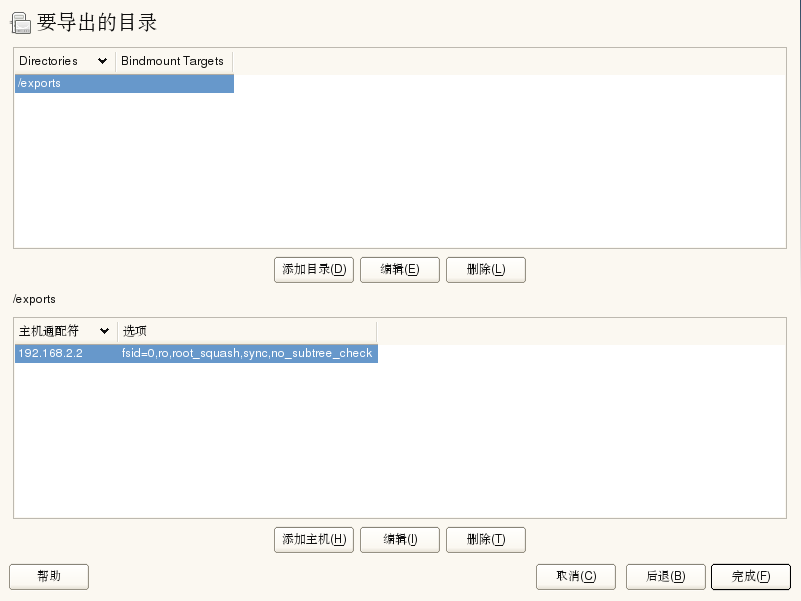 要导出的目录
Directories Bindmount Targets
/exports
添加目录(D) 编辑(E) 删除(L)
/exports
主机通配符 选项
192.168.2.2 fsid=0,ro,root_squash,sync,no_subtree_check
添加主机(H) 编辑(I) 删除(T)
帮助 取消(C) 后退(B) 完成(F)